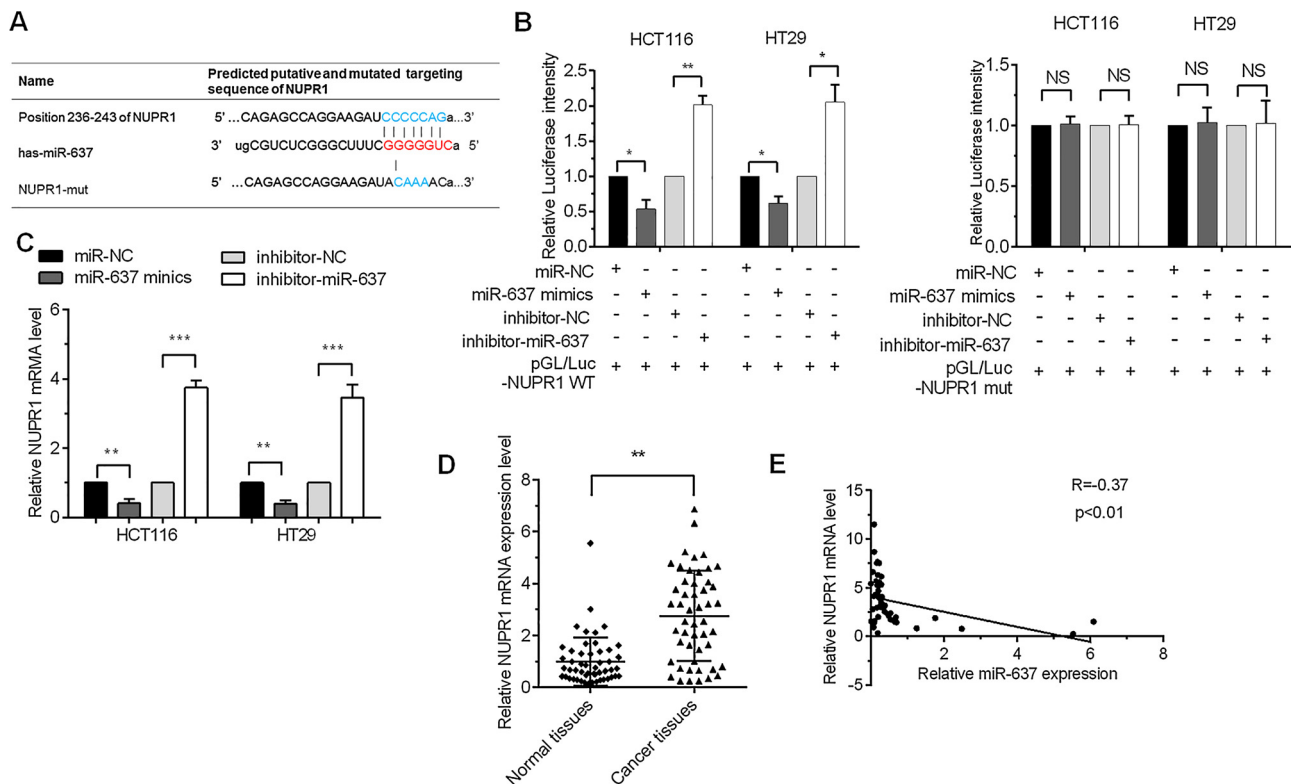 A
Name Predicted putative and mutated targeting
sequence of NUPR1
Position 236-243 of NUPR1 5' ...CAGAGCCAGGAAGAUCCCCCAGa...3'
has-miR-637 3' ugCGUCUCGGGCUUUCGGGGGUCa 5'
NUPR1-mut 5' ...CAGAGCCAGGAAGAUACAAAACa...3'
B
HCT116 HT29
Relative Luciferase intensity
2.5
2.0
1.5
1.0
0.5
0.0
* ** * *
miR-NC + - - - + - - -
miR-637 mimics - + - - - + - -
inhibitor-NC - - + - - - + -
inhibitor-miR-637 - - - + - - - +
pGL/Luc + + + + + + + +
-NUPR1 WT
HCT116 HT29
Relative Luciferase intensity
1.5
1.0
0.5
0.0
NS NS NS NS
miR-NC + - - - + - - -
miR-637 mimics - + - - - + - -
inhibitor-NC - - + - - - + -
inhibitor-miR-637 - - - + - - - +
pGL/Luc + + + + + + + +
-NUPR1 mut
C
miR-NC inhibitor-NC
miR-637 minics inhibitor-miR-637
Relative NUPR1 mRMA level
6
4
2
0
** *** ** ***
HCT116 HT29
D
Relative NUPR1 mRNA expression level
8
6
4
2
0
**
Normal tissues Cancer tissues
E
R=-0.37
p<0.01
Relative NUPR1 mRNA level
15
10
5
0
-5
2 4 6 8
Relative miR-637 expression